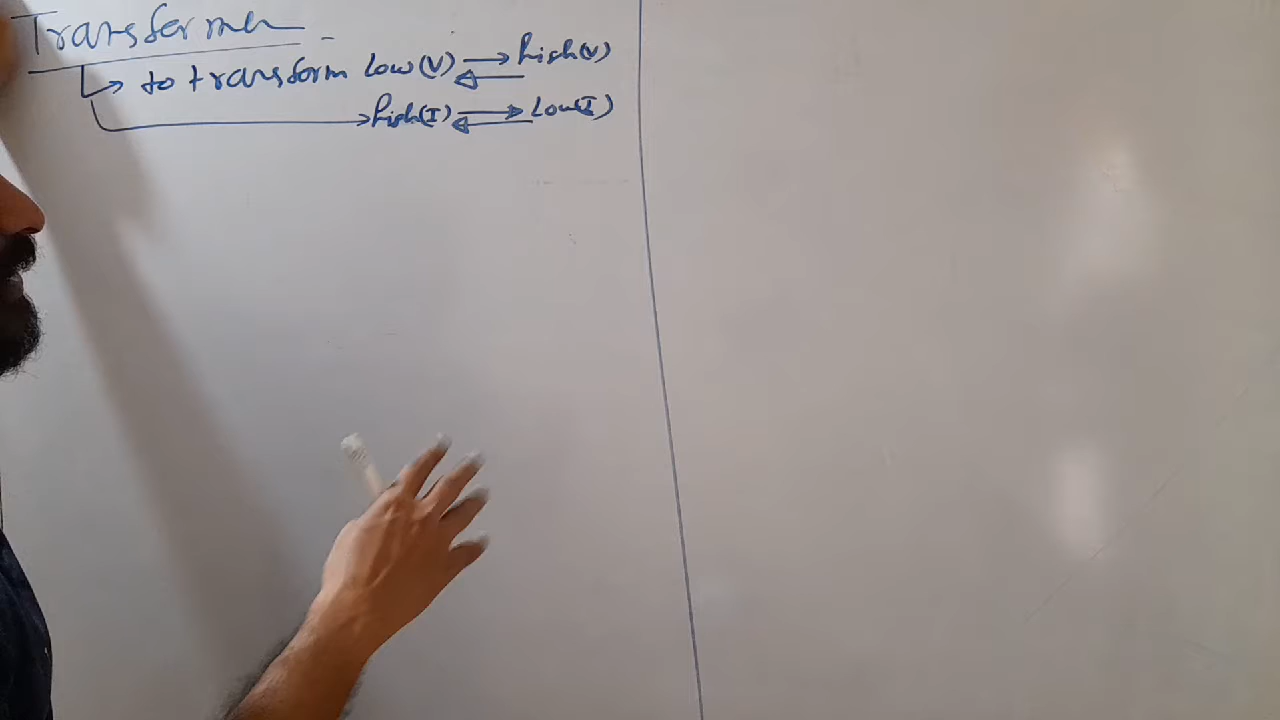 Transformer
→ to transform low(V) ⇄ high(V)
→ high(I) ⇄ Low(I)